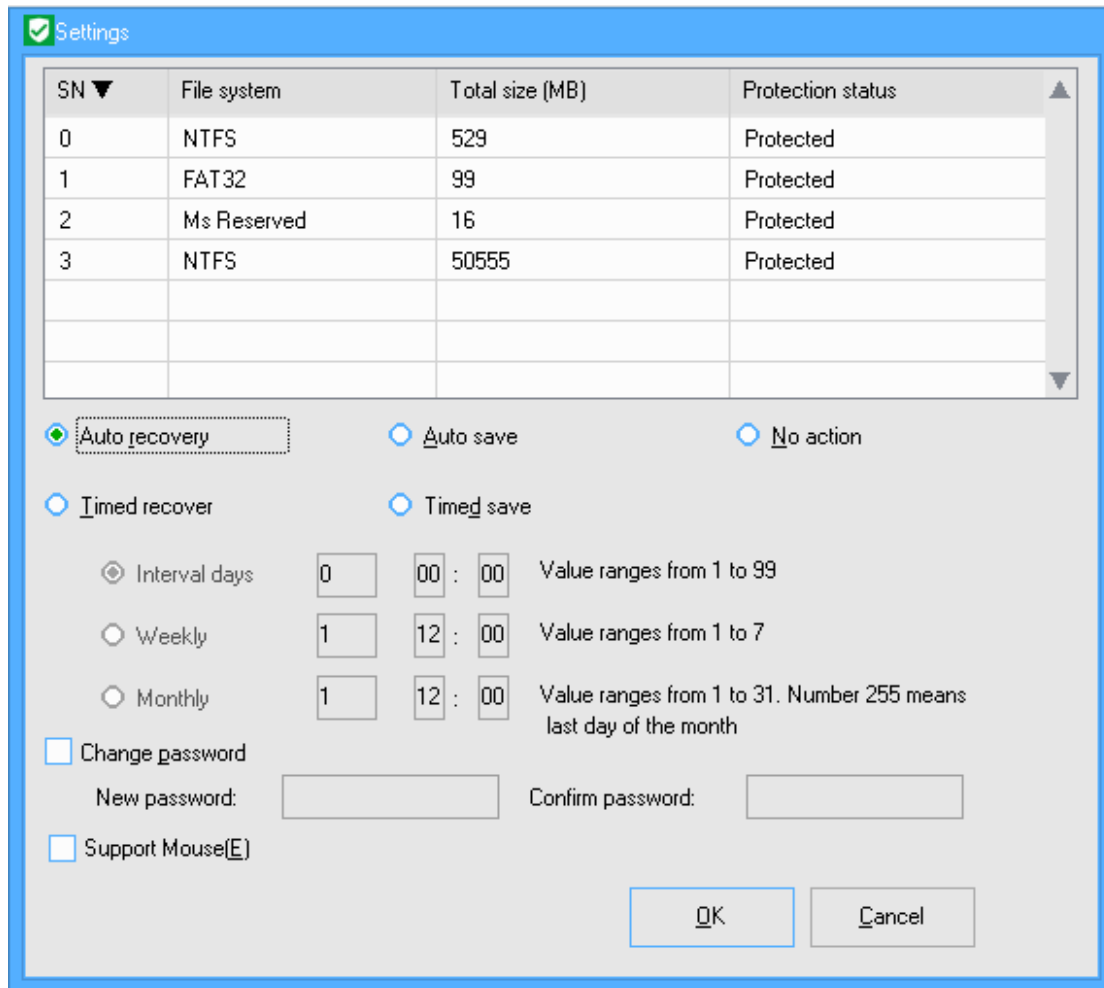 Settings
SN ▼ File system Total size (MB) Protection status
0 NTFS 529 Protected
1 FAT32 99 Protected
2 Ms Reserved 16 Protected
3 NTFS 50555 Protected
Auto recovery Auto save No action
Timed recover Timed save
Interval days 0 00 : 00 Value ranges from 1 to 99
Weekly 1 12 : 00 Value ranges from 1 to 7
Monthly 1 12 : 00 Value ranges from 1 to 31. Number 255 means
last day of the month
Change password
New password: Confirm password:
Support Mouse(E)
OK Cancel